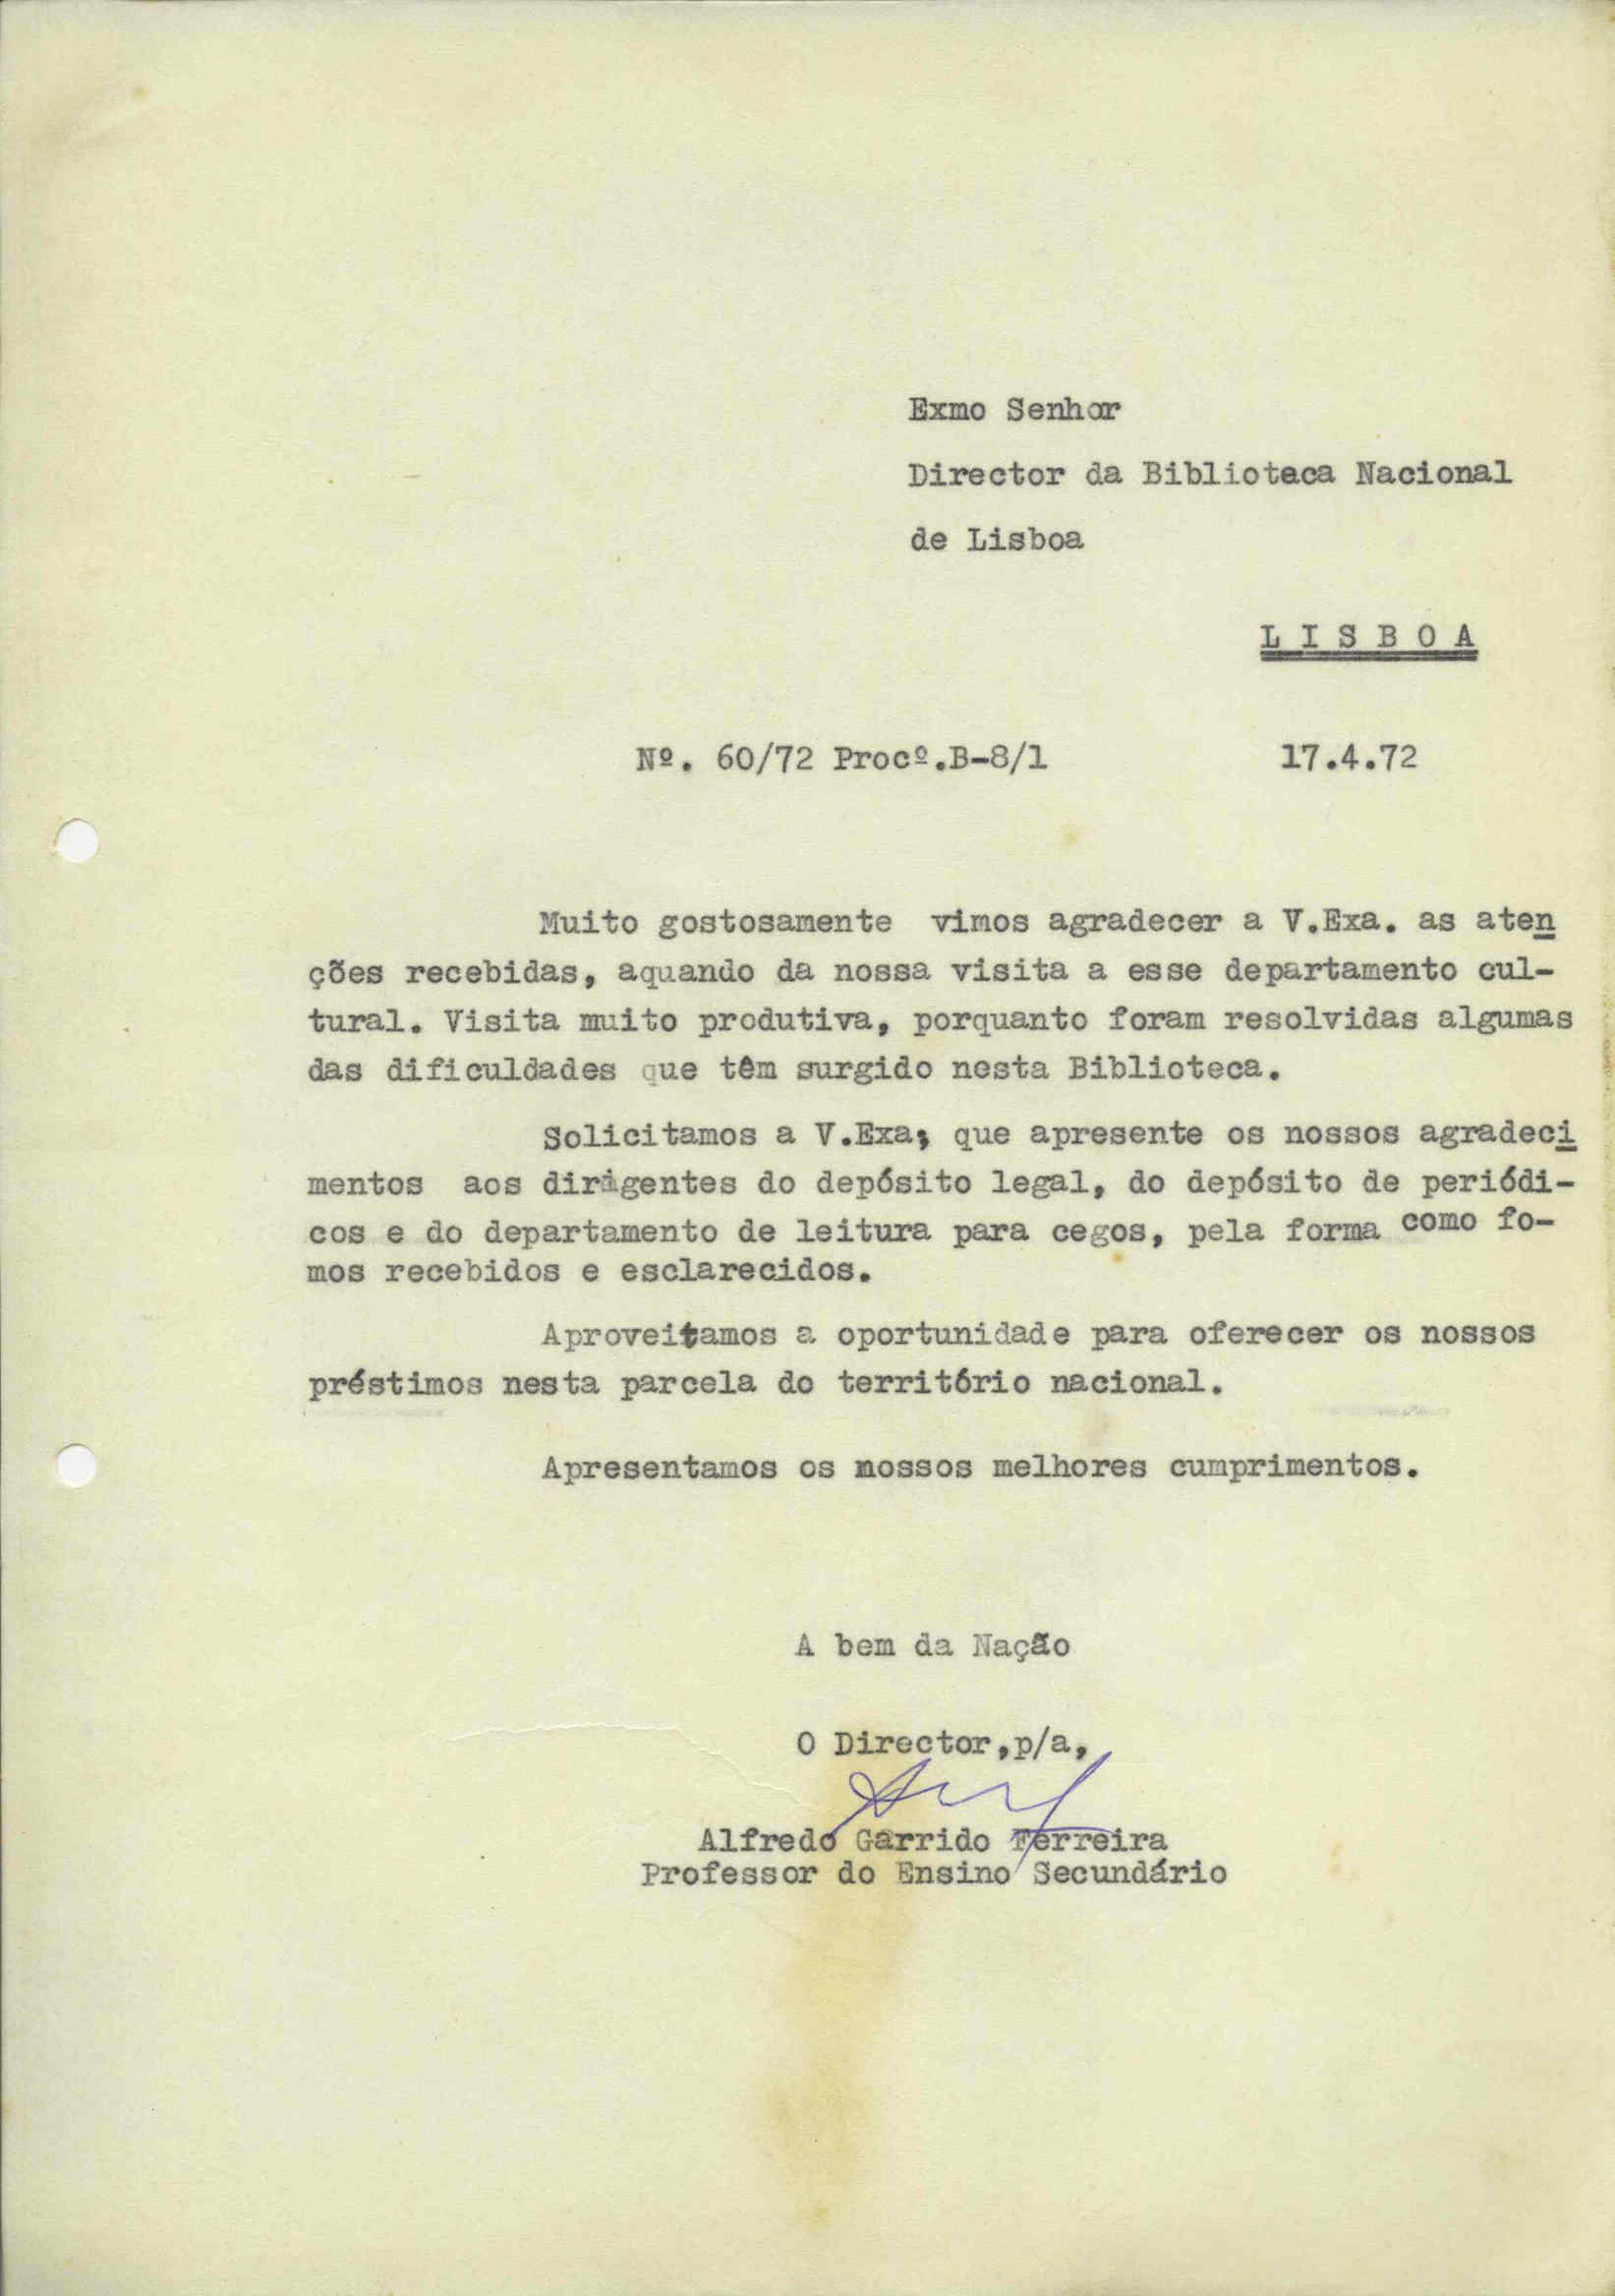 Exmo Senhor
Director da Biblioteca Nacional
de Lisboa
L I S B O A
Nº. 60/72 Procº.B-8/1 17.4.72
Muito gostosamente vimos agradecer a V.Exa. as aten
ções recebidas, aquando da nossa visita a esse departamento cul-
tural. Visita muito produtiva, porquanto foram resolvidas algumas
das dificuldades que têm surgido nesta Biblioteca.
Solicitamos a V.Exa; que apresente os nossos agradeci
mentos aos dirigentes do depósito legal, do depósito de periódi-
cos e do departamento de leitura para cegos, pela forma como fo-
mos recebidos e esclarecidos.
Aproveitamos a oportunidade para oferecer os nossos
préstimos nesta parcela do território nacional.
Apresentamos os nossos melhores cumprimentos.
A bem da Nação
O Director,p/a,
Alfredo Garrido Ferreira
Professor do Ensino Secundário